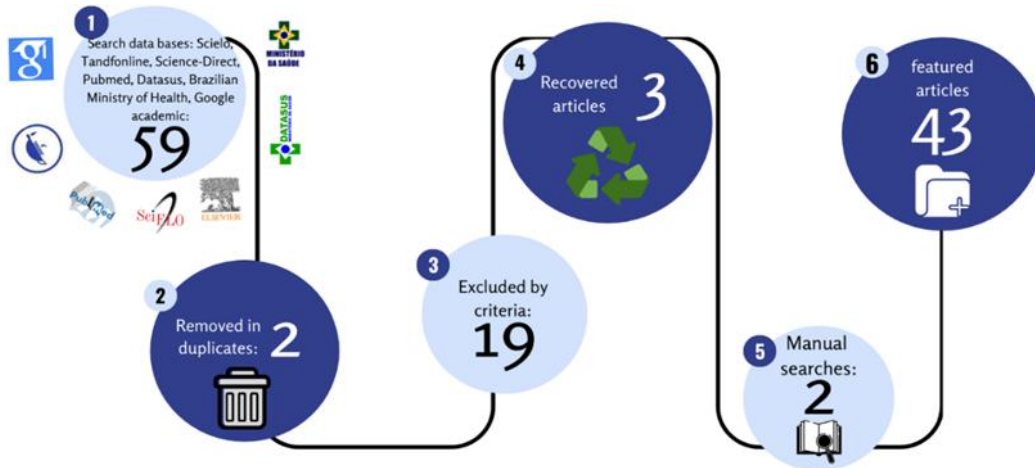 1
Search data bases: Scielo,
Tandfonline, Science-Direct,
Pubmed, Datasus, Brazilian
Ministry of Health, Google
academic:
59
MINISTÉRIO
DA SAÚDE
DATASUS
PubMed
SciELO
ELSEVIER
2
Removed in
duplicates:
2
3
Excluded by
criteria:
19
4
Recovered
articles
3
5
Manual
searches:
2
6
featured
articles
43